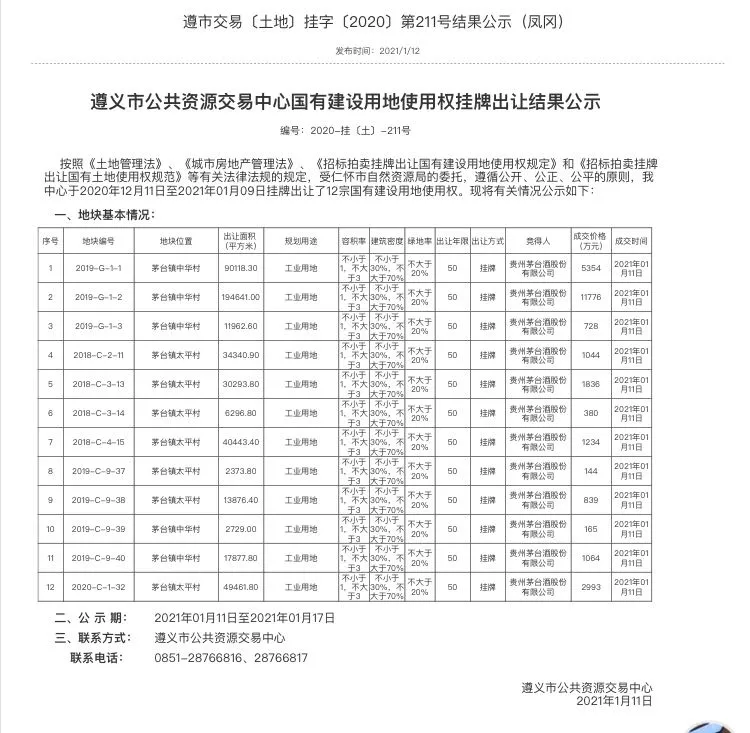 遵市交易〔土地〕挂字〔2020〕第211号结果公示（凤冈）
发布时间：2021/1/12
遵义市公共资源交易中心国有建设用地使用权挂牌出让结果公示
编号：2020-挂〔土〕-211号
按照《土地管理法》、《城市房地产管理法》、《招标拍卖挂牌出让国有建设用地使用权规定》和《招标拍卖挂牌
出让国有土地使用权规范》等有关法律法规的规定，受仁怀市自然资源局的委托，遵循公开、公正、公平的原则，我
中心于2020年12月11日至2021年01月09日挂牌出让了12宗国有建设用地使用权。现将有关情况公示如下：
一、地块基本情况：
序号 地块编号 地块位置 出让面积（平方米） 规划用途 容积率 建筑密度 绿地率 出让年限 出让方式 竞得人 成交价格（万元） 成交时间
1 2019-G-1-1 茅台镇中华村 90118.30 工业用地 不小于1，不大于3 不小于30%，不大于70% 不大于20% 50 挂牌 贵州茅台酒股份有限公司 5354 2021年01月11日
2 2019-G-1-2 茅台镇中华村 194641.00 工业用地 不小于1，不大于3 不小于30%，不大于70% 不大于20% 50 挂牌 贵州茅台酒股份有限公司 11776 2021年01月11日
3 2019-G-1-3 茅台镇中华村 11962.60 工业用地 不小于1，不大于3 不小于30%，不大于70% 不大于20% 50 挂牌 贵州茅台酒股份有限公司 728 2021年01月11日
4 2018-C-2-11 茅台镇太平村 34340.90 工业用地 不小于1，不大于3 不小于30%，不大于70% 不大于20% 50 挂牌 贵州茅台酒股份有限公司 1044 2021年01月11日
5 2018-C-3-13 茅台镇太平村 30293.80 工业用地 不小于1，不大于3 不小于30%，不大于70% 不大于20% 50 挂牌 贵州茅台酒股份有限公司 1836 2021年01月11日
6 2018-C-3-14 茅台镇太平村 6296.80 工业用地 不小于1，不大于3 不小于30%，不大于70% 不大于20% 50 挂牌 贵州茅台酒股份有限公司 380 2021年01月11日
7 2018-C-4-15 茅台镇太平村 40443.40 工业用地 不小于1，不大于3 不小于30%，不大于70% 不大于20% 50 挂牌 贵州茅台酒股份有限公司 1234 2021年01月11日
8 2019-C-9-37 茅台镇太平村 2373.80 工业用地 不小于1，不大于3 不小于30%，不大于70% 不大于20% 50 挂牌 贵州茅台酒股份有限公司 144 2021年01月11日
9 2019-C-9-38 茅台镇太平村 13876.40 工业用地 不小于1，不大于3 不小于30%，不大于70% 不大于20% 50 挂牌 贵州茅台酒股份有限公司 839 2021年01月11日
10 2019-C-9-39 茅台镇中华村 2729.00 工业用地 不小于1，不大于3 不小于30%，不大于70% 不大于20% 50 挂牌 贵州茅台酒股份有限公司 165 2021年01月11日
11 2019-C-9-40 茅台镇中华村 17877.80 工业用地 不小于1，不大于3 不小于30%，不大于70% 不大于20% 50 挂牌 贵州茅台酒股份有限公司 1064 2021年01月11日
12 2020-C-1-32 茅台镇太平村 49461.80 工业用地 不小于1，不大于3 不小于30%，不大于70% 不大于20% 50 挂牌 贵州茅台酒股份有限公司 2993 2021年01月11日
二、公 示 期： 2021年01月11日至2021年01月17日
三、联系方式： 遵义市公共资源交易中心
联系电话： 0851-28766816、28766817
遵义市公共资源交易中心
2021年1月11日